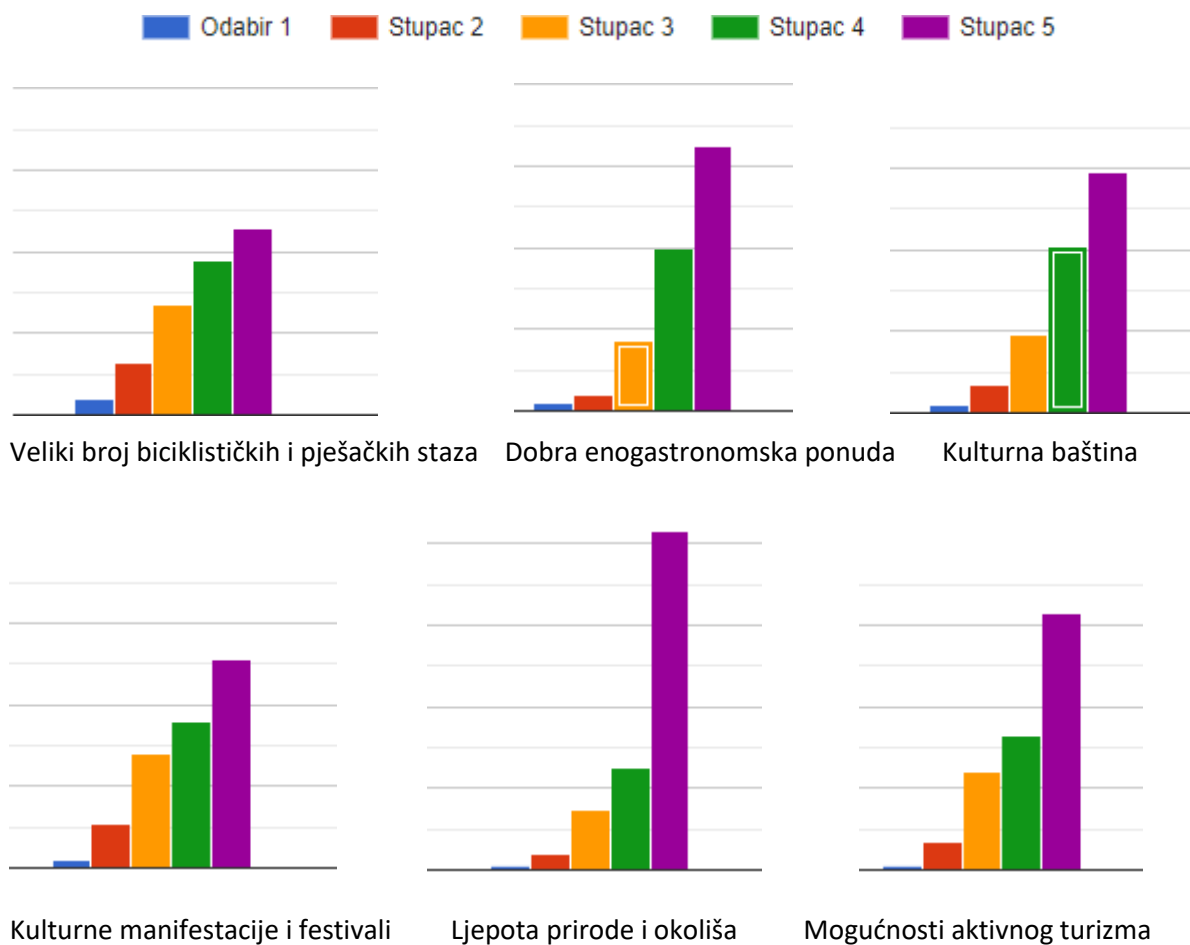 Odabir 1 Stupac 2 Stupac 3 Stupac 4 Stupac 5
Veliki broj biciklističkih i pješačkih staza Dobra enogastronomska ponuda Kulturna baština
Kulturne manifestacije i festivali Ljepota prirode i okoliša Mogućnosti aktivnog turizma